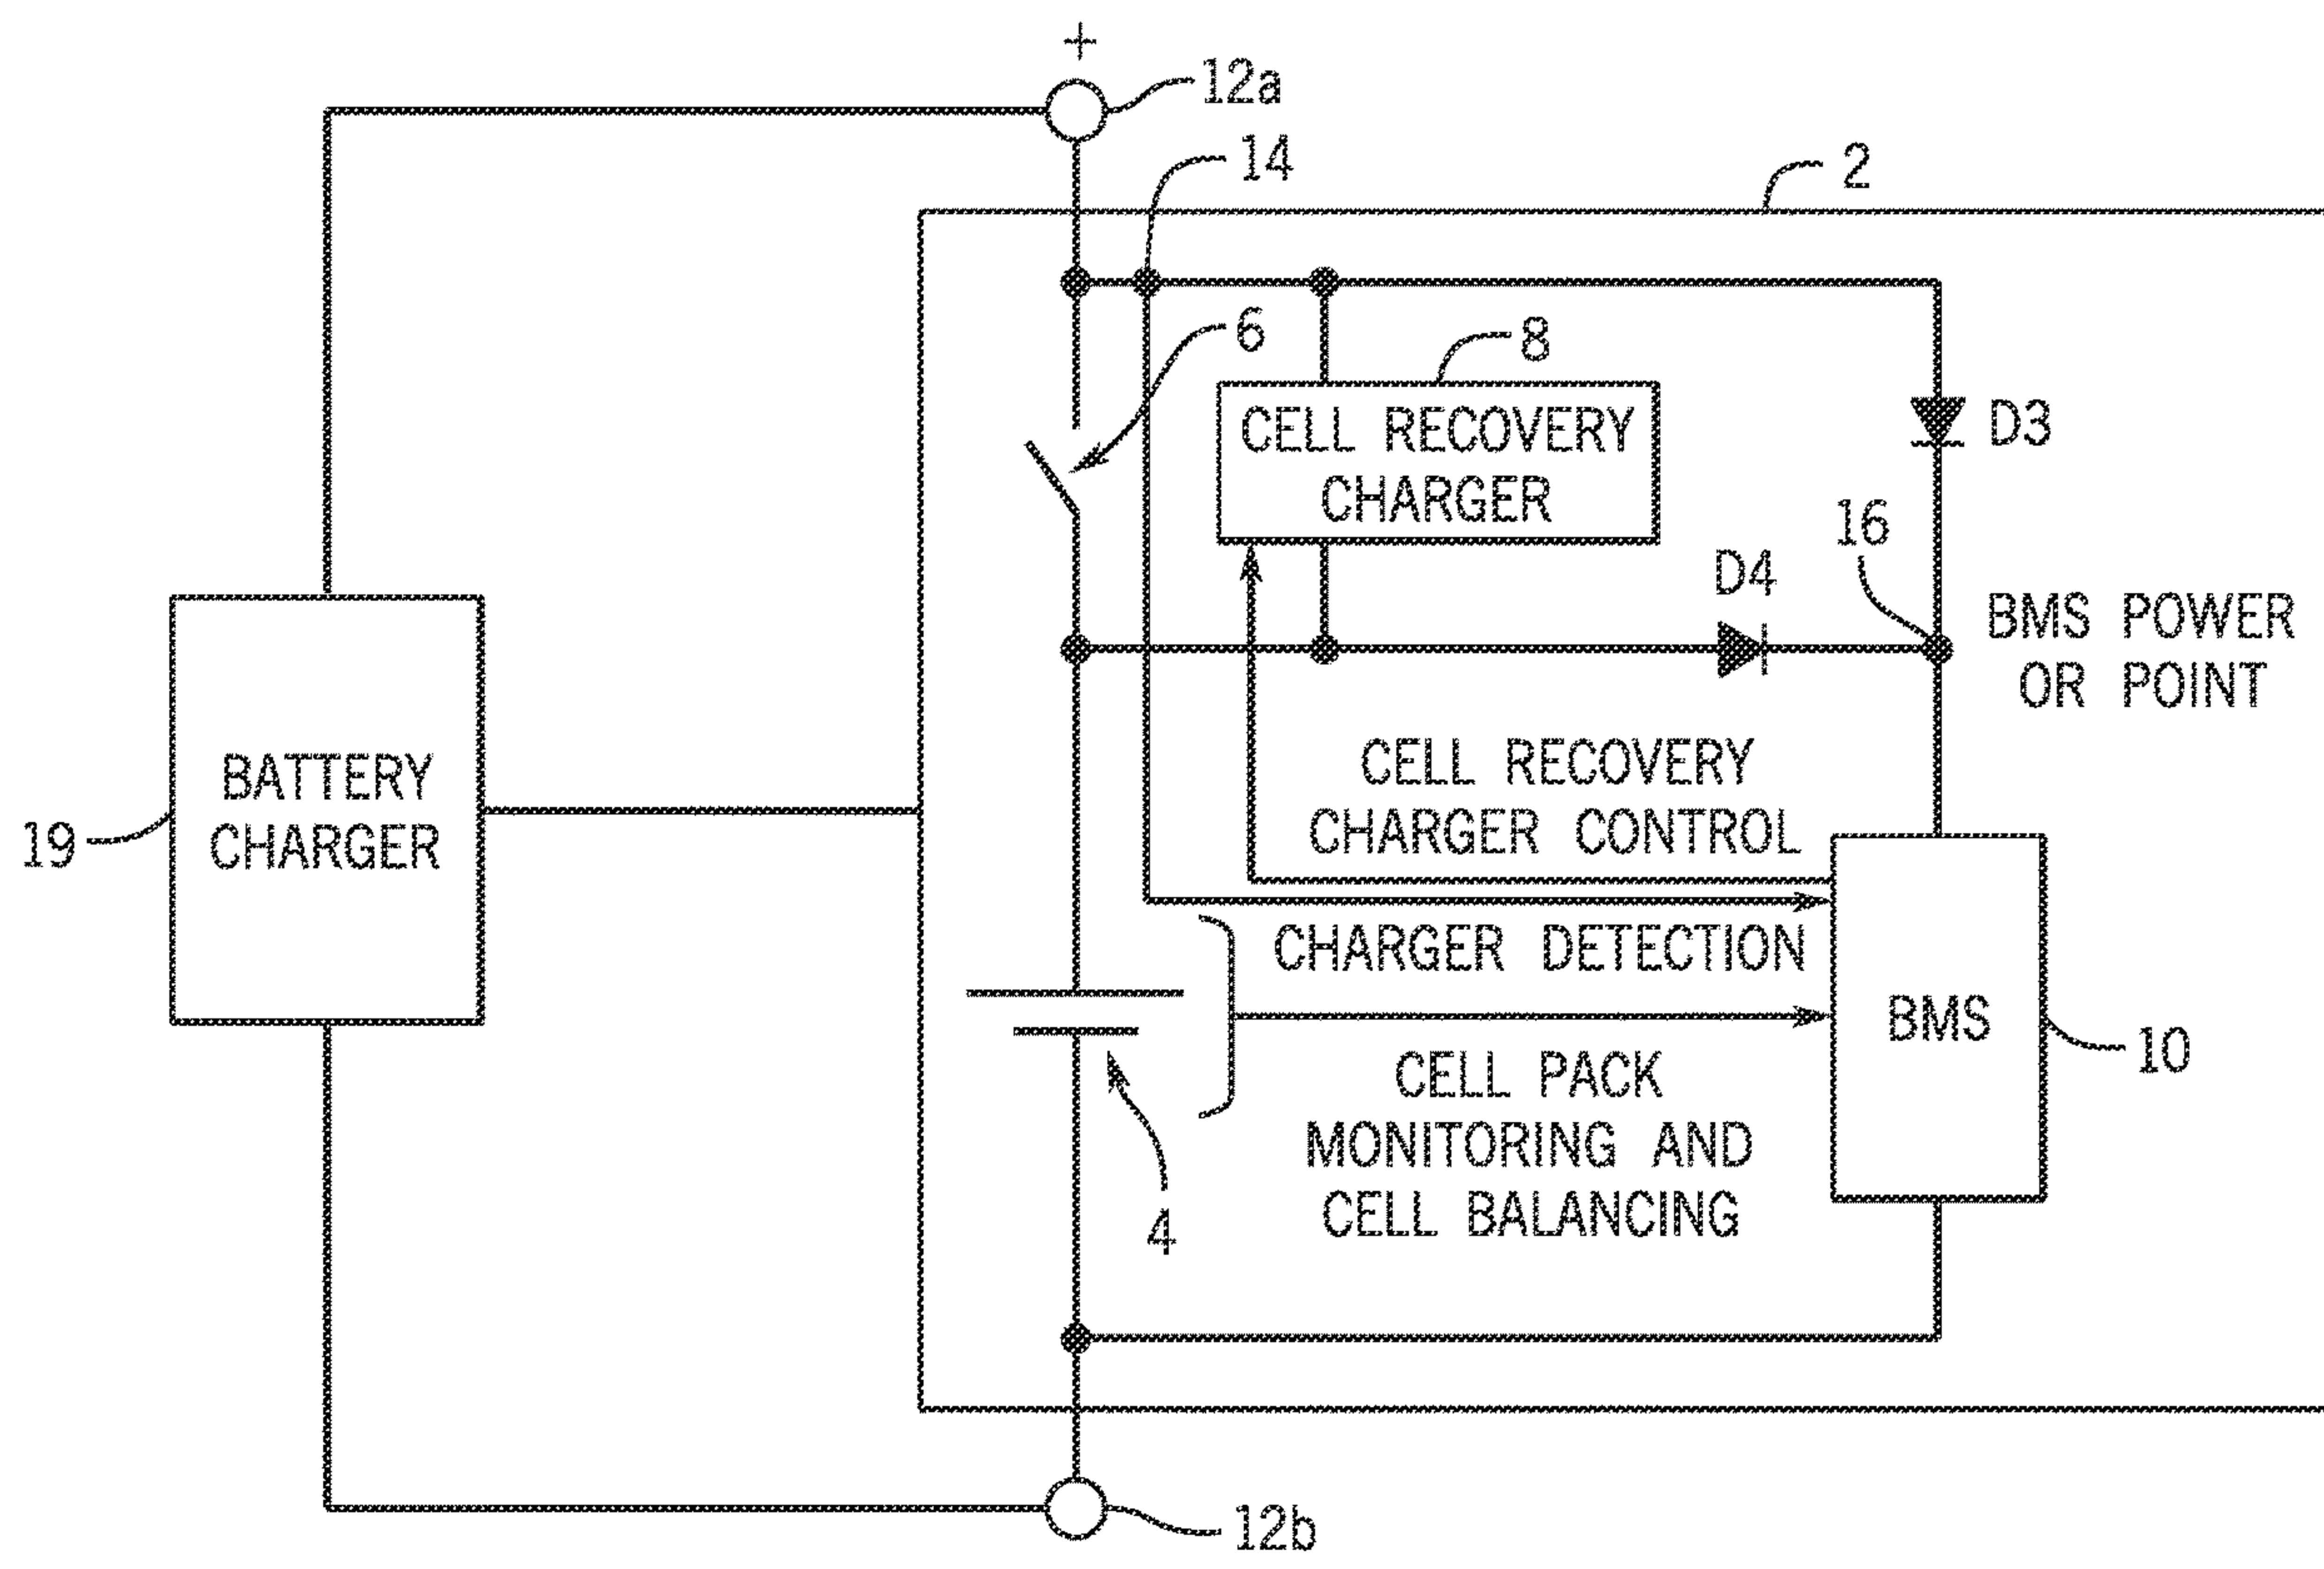 +
12a
14
2
6
8
CELL RECOVERY
CHARGER
D3
16
D4
BMS POWER
OR POINT
BATTERY
CHARGER
19
CELL RECOVERY
CHARGER CONTROL
CHARGER DETECTION
BMS
10
CELL PACK
MONITORING AND
CELL BALANCING
4
12b